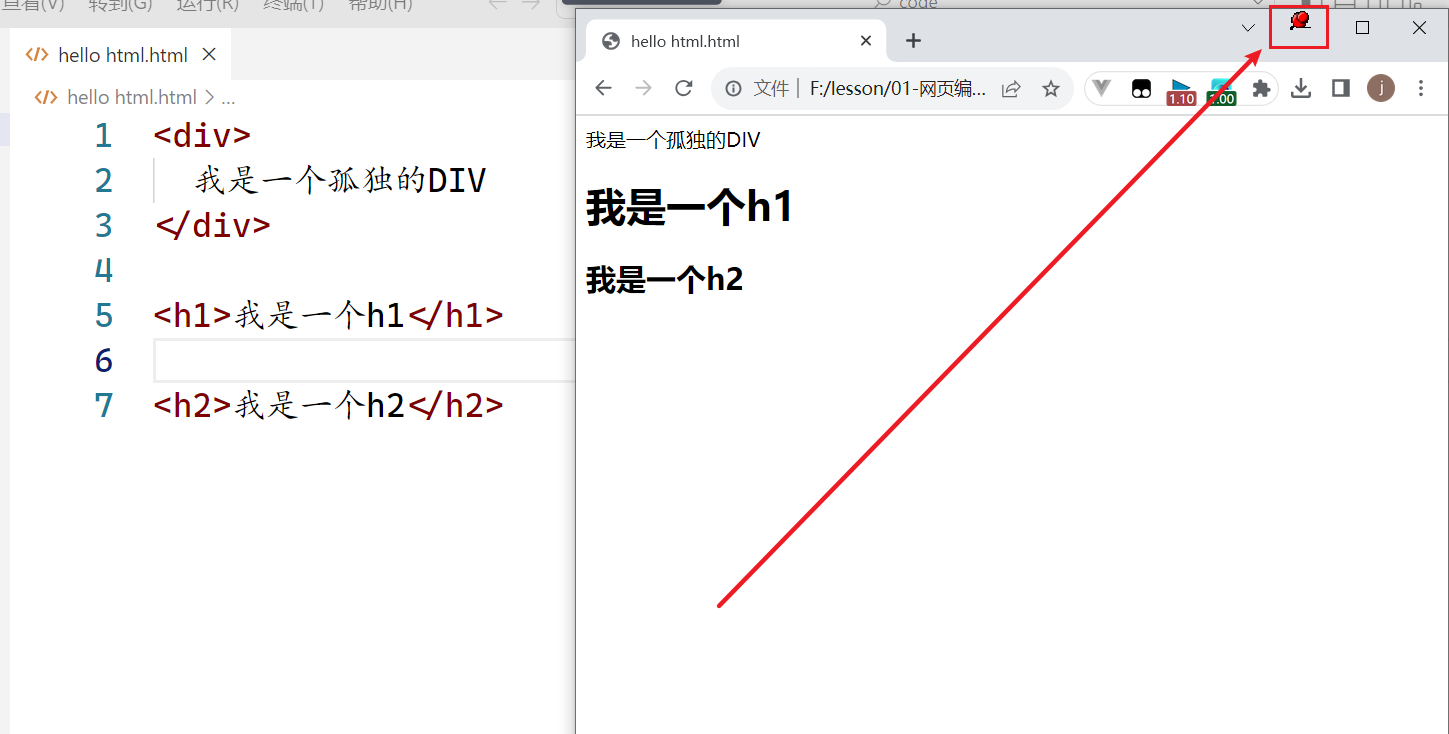 查看(V) 转到(G) 运行(R) 终端(T) 帮助(H)
code
hello html.html
hello html.html > ...
1 <div>
2 我是一个孤独的DIV
3 </div>
4
5 <h1>我是一个h1</h1>
6
7 <h2>我是一个h2</h2>
hello html.html
文件 | F:/lesson/01-网页编...
1.10
j
我是一个孤独的DIV
我是一个h1
我是一个h2